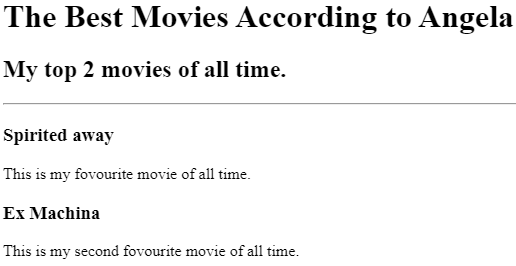 The Best Movies According to Angela
My top 2 movies of all time.
Spirited away
This is my fovourite movie of all time.
Ex Machina
This is my second fovourite movie of all time.